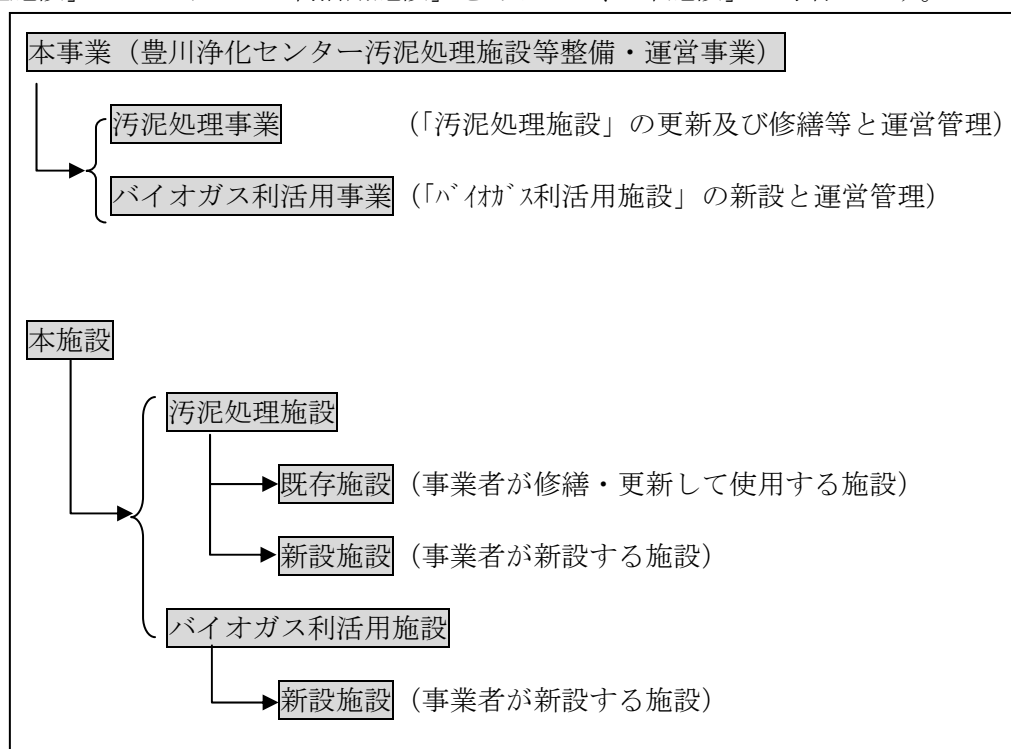 本事業（豊川浄化センター汚泥処理施設等整備・運営事業）
汚泥処理事業 （「汚泥処理施設」の更新及び修繕等と運営管理）
バイオガス利活用事業（「ﾊﾞｲｵｶﾞｽ利活用施設」の新設と運営管理）
本施設
汚泥処理施設
既存施設（事業者が修繕・更新して使用する施設）
新設施設（事業者が新設する施設）
バイオガス利活用施設
新設施設（事業者が新設する施設）